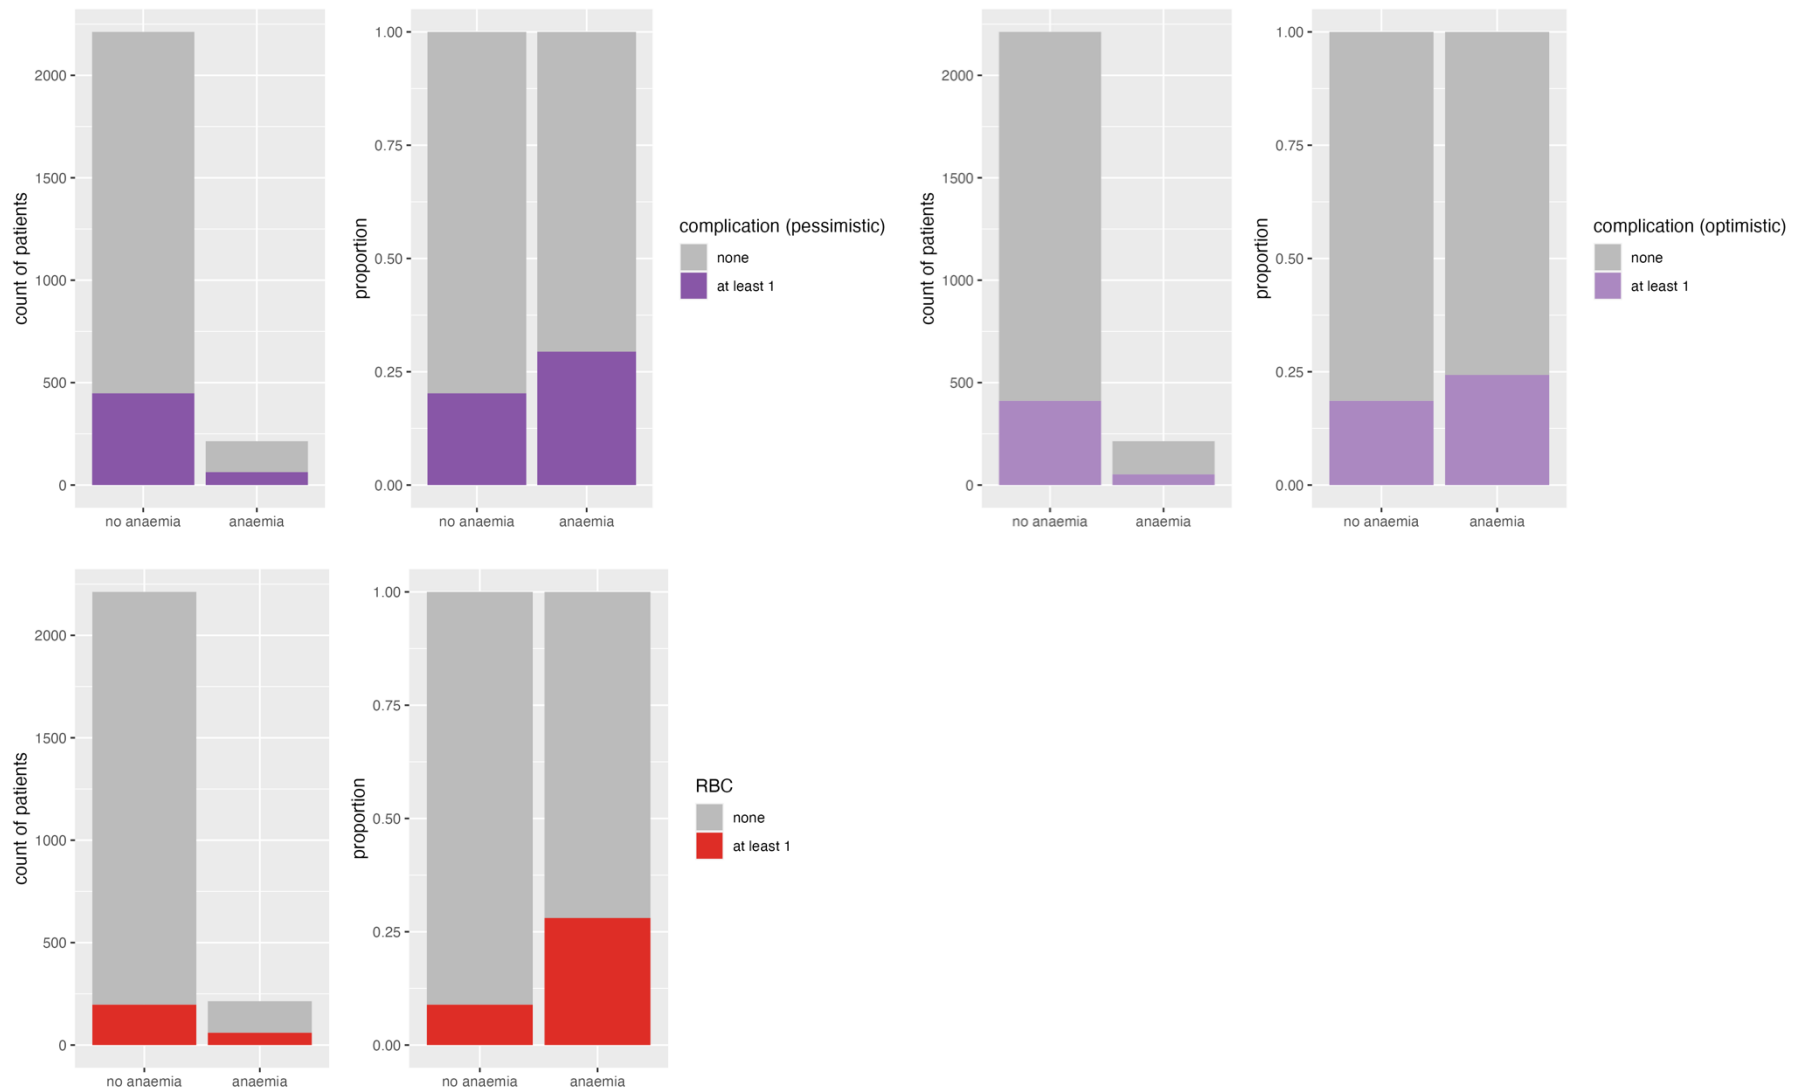 count of patients
2000
1500
1000
500
0
no anaemia
anaemia
proportion
1.00
0.75
0.50
0.25
0.00
no anaemia
anaemia
complication (pessimistic)
none
at least 1
count of patients
2000
1500
1000
500
0
no anaemia
anaemia
proportion
1.00
0.75
0.50
0.25
0.00
no anaemia
anaemia
complication (optimistic)
none
at least 1
count of patients
2000
1500
1000
500
0
no anaemia
anaemia
proportion
1.00
0.75
0.50
0.25
0.00
no anaemia
anaemia
RBC
none
at least 1